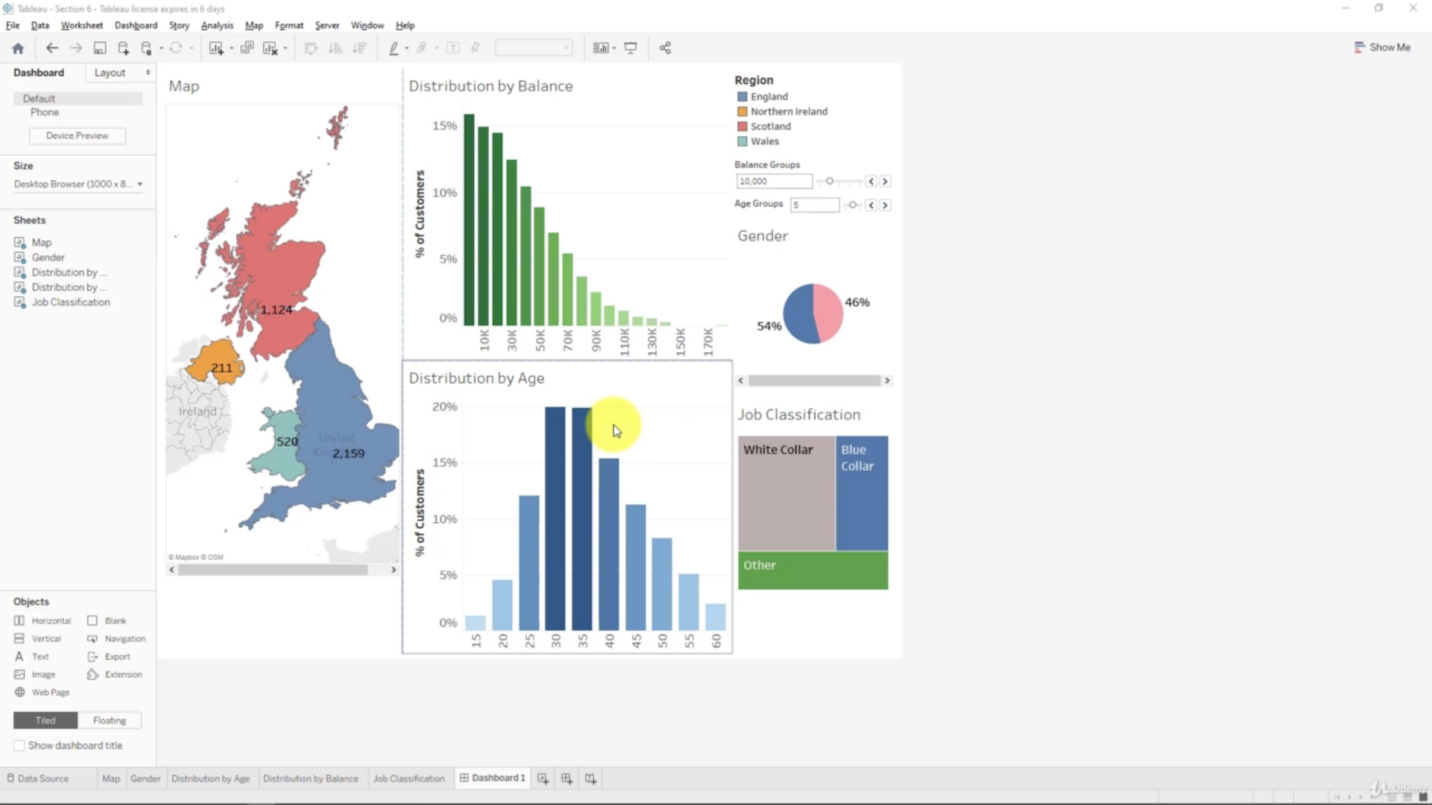 Tableau - Section 6 - Tableau license expires in 6 days
File Data Worksheet Dashboard Story Analysis Map Format Server Window Help
Show Me
Dashboard Layout
Default
Phone
Device Preview
Size
Desktop Browser (1000 x 8...
Sheets
Map
Gender
Distribution by ...
Distribution by ...
Job Classification
Objects
Horizontal Blank
Vertical Navigation
Text Export
Image Extension
Web Page
Tiled Floating
Show dashboard title
Map
1,124
211
Ireland
520
United
2,159
© Mapbox © OSM
Distribution by Balance
% of Customers
15%
10%
5%
0%
10K 30K 50K 70K 90K 110K 130K 150K 170K
Distribution by Age
% of Customers
20%
15%
10%
5%
0%
15 20 25 30 35 40 45 50 55 60
Region
England
Northern Ireland
Scotland
Wales
Balance Groups
10,000
Age Groups 5
Gender
46%
54%
Job Classification
White Collar
Blue
Collar
Other
Data Source Map Gender Distribution by Age Distribution by Balance Job Classification Dashboard 1
Udemy